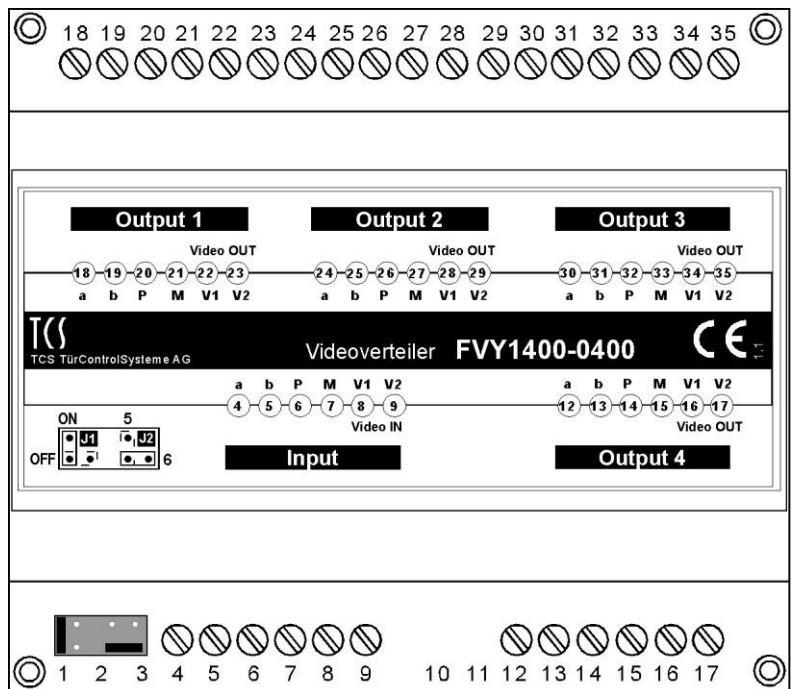 18 19 20 21 22 23 24 25 26 27 28 29 30 31 32 33 34 35
Output 1 Output 2 Output 3
Video OUT Video OUT Video OUT
18 19 20 21 22 23 24 25 26 27 28 29 30 31 32 33 34 35
a b P M V1 V2 a b P M V1 V2 a b P M V1 V2
TCS
TCS TürControlSysteme AG
Videoverteiler FVY1400-0400 CE 1.1
a b P M V1 V2 a b P M V1 V2
4 5 6 7 8 9 12 13 14 15 16 17
Video IN Video OUT
ON 5
J1 J2
OFF 6
Input Output 4
1 2 3 4 5 6 7 8 9 10 11 12 13 14 15 16 17